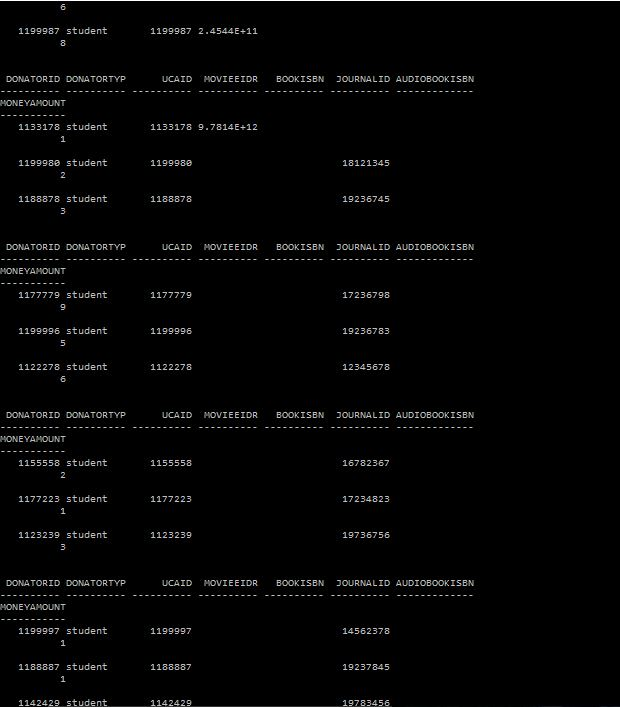 6
1199987 student 1199987 2.4544E+11
8
DONATORID DONATORTYP UCAID MOVIEEIDR BOOKISBN JOURNALID AUDIOBOOKISBN
---------- ---------- ---------- ---------- ---------- ---------- -------------
MONEYAMOUNT
-----------
1133178 student 1133178 9.7814E+12
1
1199980 student 1199980 18121345
2
1188878 student 1188878 19236745
3
DONATORID DONATORTYP UCAID MOVIEEIDR BOOKISBN JOURNALID AUDIOBOOKISBN
---------- ---------- ---------- ---------- ---------- ---------- -------------
MONEYAMOUNT
-----------
1177779 student 1177779 17236798
9
1199996 student 1199996 19236783
5
1122278 student 1122278 12345678
6
DONATORID DONATORTYP UCAID MOVIEEIDR BOOKISBN JOURNALID AUDIOBOOKISBN
---------- ---------- ---------- ---------- ---------- ---------- -------------
MONEYAMOUNT
-----------
1155558 student 1155558 16782367
2
1177223 student 1177223 17234823
1
1123239 student 1123239 19736756
3
DONATORID DONATORTYP UCAID MOVIEEIDR BOOKISBN JOURNALID AUDIOBOOKISBN
---------- ---------- ---------- ---------- ---------- ---------- -------------
MONEYAMOUNT
-----------
1199997 student 1199997 14562378
1
1188887 student 1188887 19237845
1
1142429 student 1142429 19783456